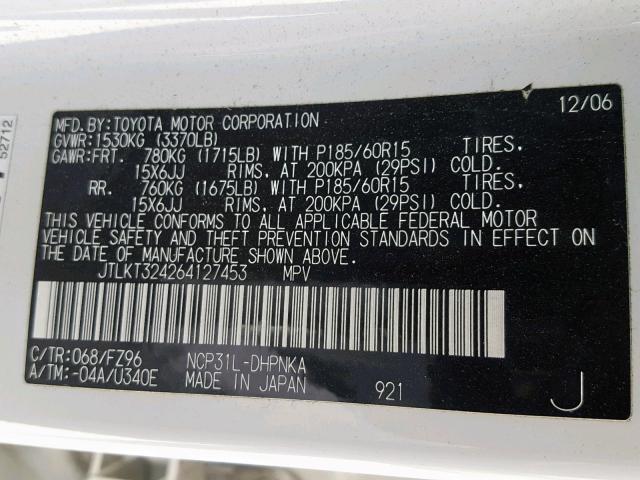 52712
12/06
MFD.BY:TOYOTA MOTOR CORPORATION
GVWR:1530KG (3370LB)
GAWR:FRT. 780KG (1715LB) WITH P185/60R15 TIRES.
15X6JJ RIMS. AT 200KPA (29PSI) COLD.
RR. 760KG (1675LB) WITH P185/60R15 TIRES.
15X6JJ RIMS. AT 200KPA (29PSI) COLD.
THIS VEHICLE CONFORMS TO ALL APPLICABLE FEDERAL MOTOR
VEHICLE SAFETY AND THEFT PREVENTION STANDARDS IN EFFECT ON
THE DATE OF MANUFACTURE SHOWN ABOVE.
JTLKT324264127453 MPV
C/TR:068/FZ96 NCP31L-DHPNKA
A/TM:-04A/U340E MADE IN JAPAN 921 J